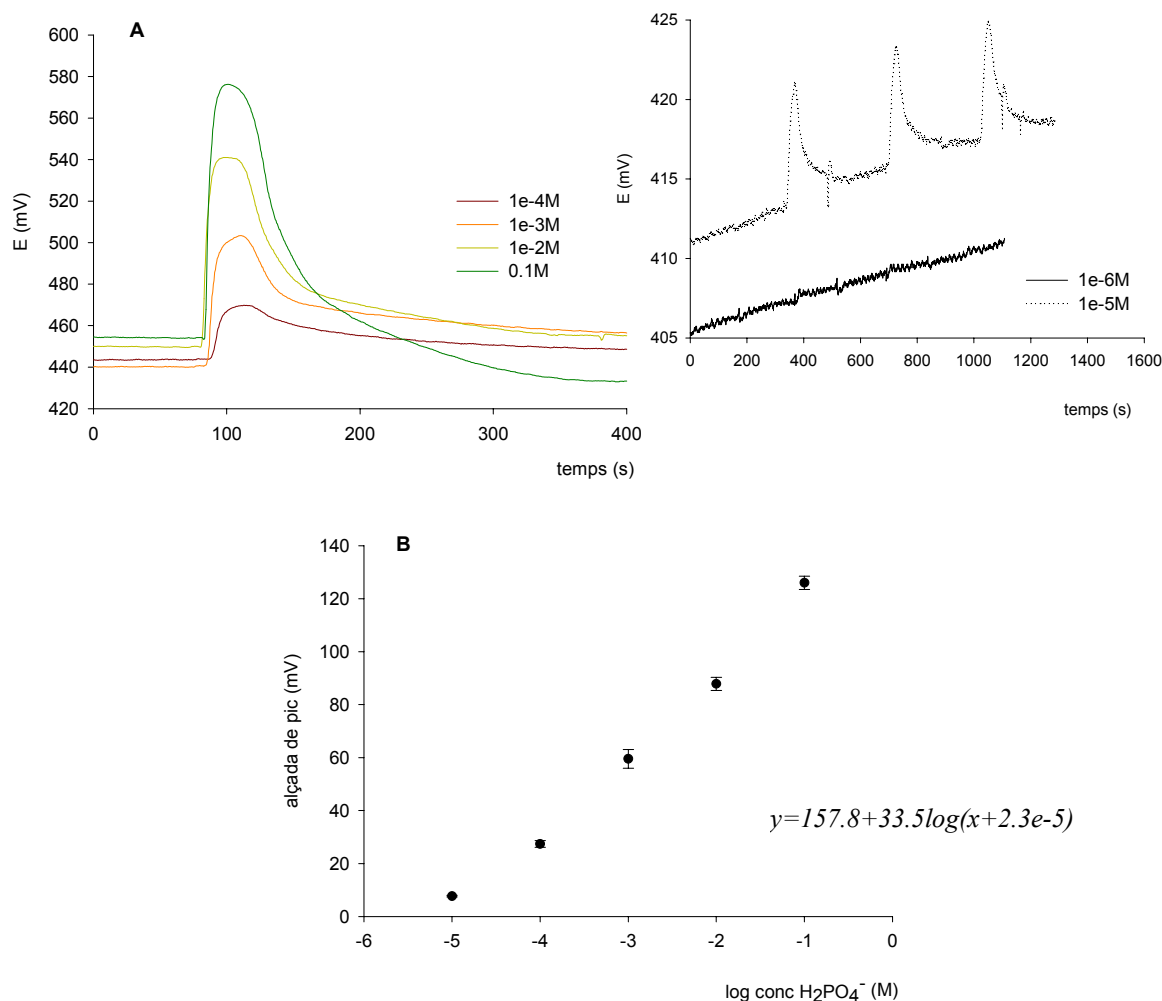 A
600
580
560
540
520
500
480
460
440
420
E (mV)
0
100
200
300
400
temps (s)
1e-4M
1e-3M
1e-2M
0.1M
425
420
415
410
405
E (mV)
0
200
400
600
800
1000
1200
1400
1600
temps (s)
1e-6M
1e-5M
B
140
120
100
80
60
40
20
0
alçada de pic (mV)
y=157.8+33.5log(x+2.3e-5)
-6
-5
-4
-3
-2
-1
0
log conc H₂PO₄⁻ (M)